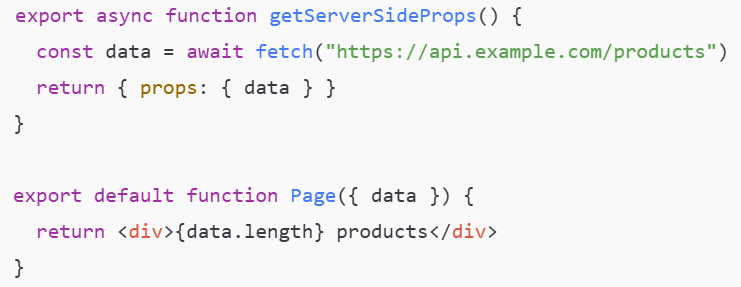 export async function getServerSideProps() {
  const data = await fetch("https://api.example.com/products")
  return { props: { data } }
}

export default function Page({ data }) {
  return <div>{data.length} products</div>
}